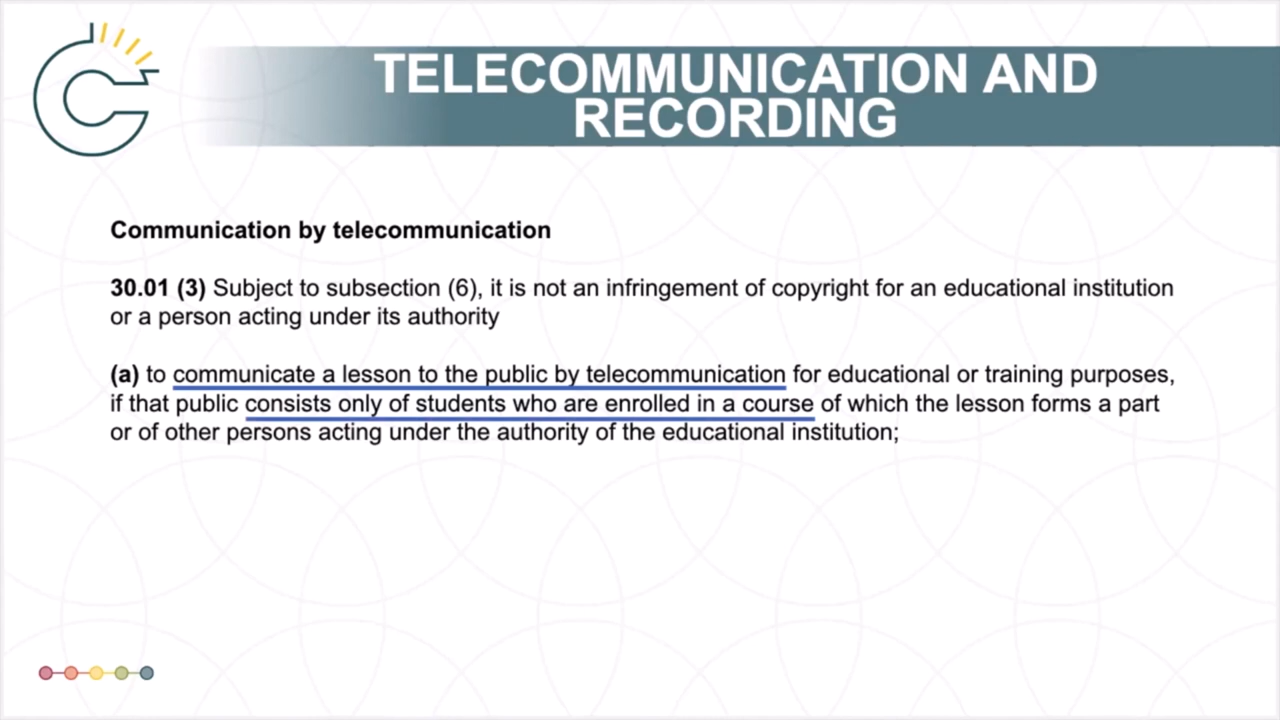 TELECOMMUNICATION AND
RECORDING
Communication by telecommunication
30.01 (3) Subject to subsection (6), it is not an infringement of copyright for an educational institution
or a person acting under its authority
(a) to communicate a lesson to the public by telecommunication for educational or training purposes,
if that public consists only of students who are enrolled in a course of which the lesson forms a part
or of other persons acting under the authority of the educational institution;